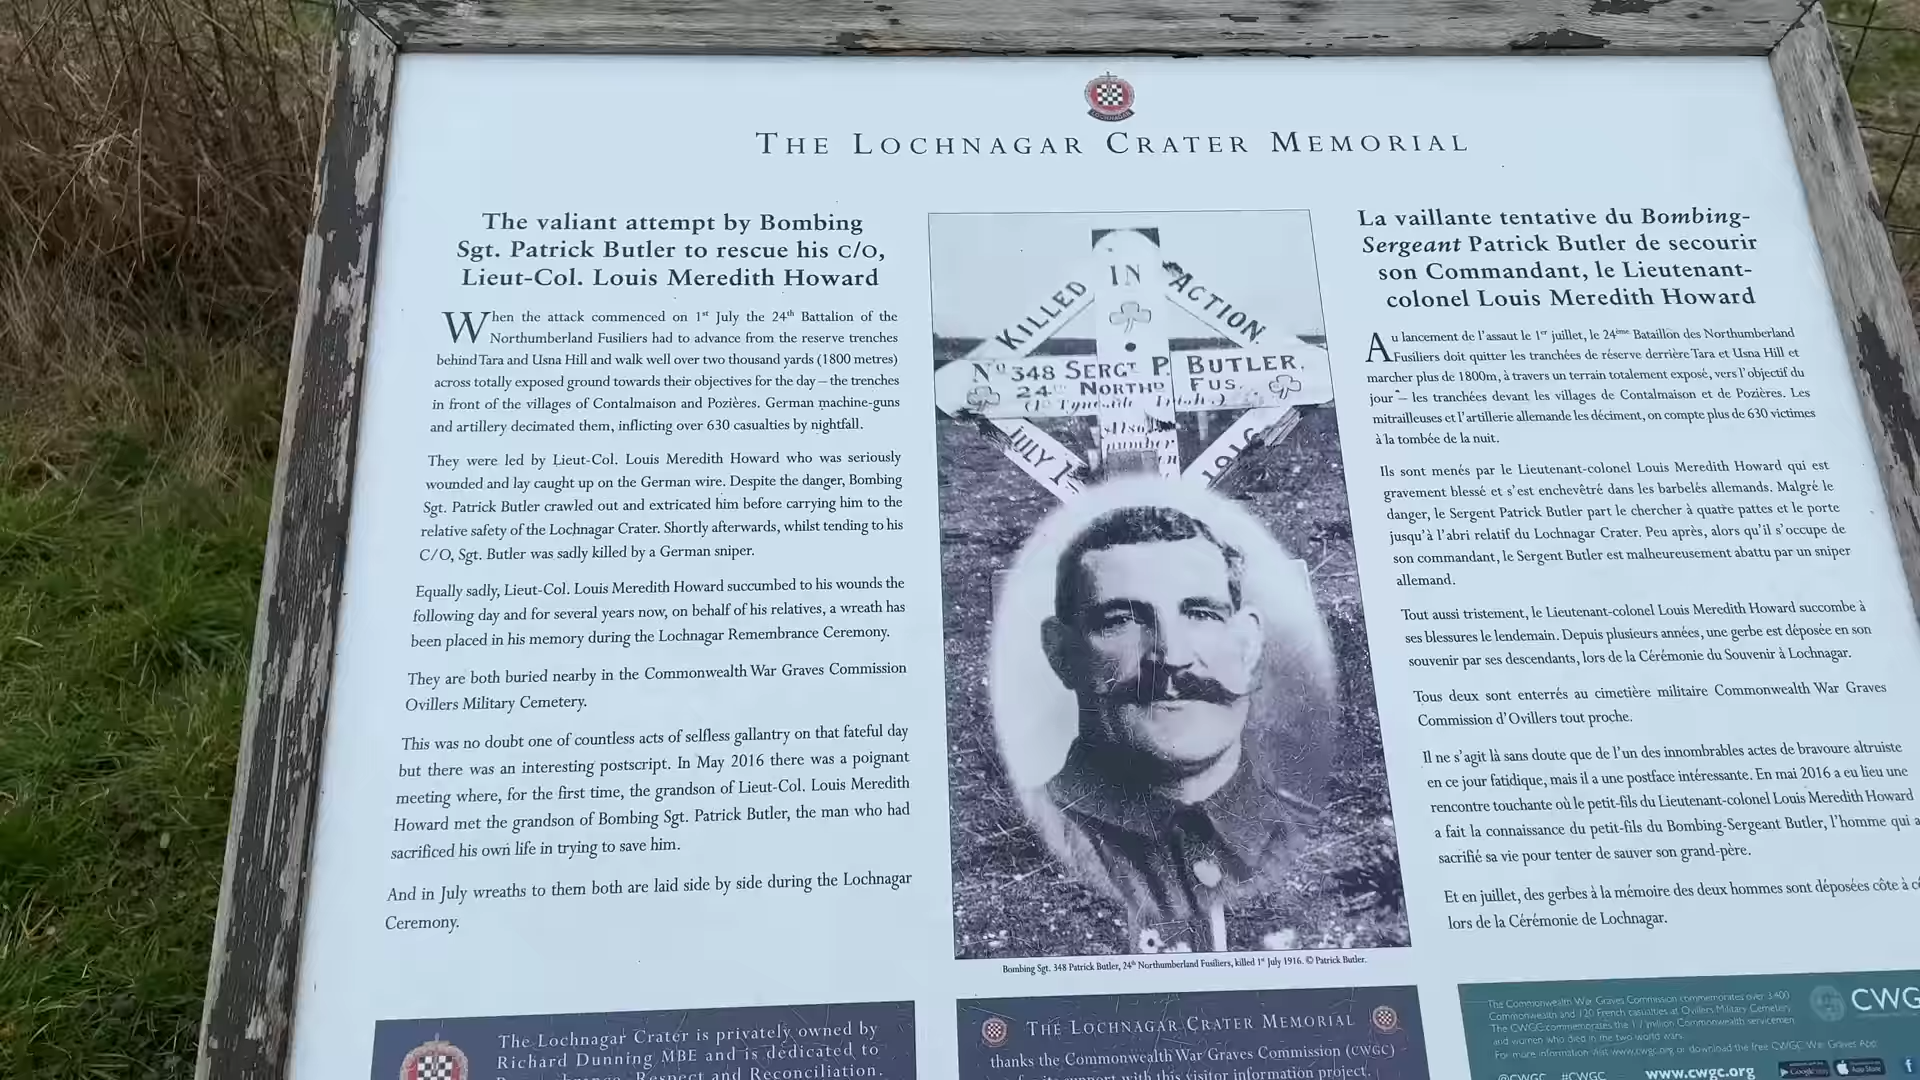 LOCHNAGAR
THE LOCHNAGAR CRATER MEMORIAL
The valiant attempt by Bombing
Sgt. Patrick Butler to rescue his C/O,
Lieut-Col. Louis Meredith Howard
When the attack commenced on 1st July the 24th Battalion of the
Northumberland Fusiliers had to advance from the reserve trenches
behind Tara and Usna Hill and walk well over two thousand yards (1800 metres)
across totally exposed ground towards their objectives for the day – the trenches
in front of the villages of Contalmaison and Pozières. German machine-guns
and artillery decimated them, inflicting over 630 casualties by nightfall.
They were led by Lieut-Col. Louis Meredith Howard who was seriously
wounded and lay caught up on the German wire. Despite the danger, Bombing
Sgt. Patrick Butler crawled out and extricated him before carrying him to the
relative safety of the Lochnagar Crater. Shortly afterwards, whilst tending to his
C/O, Sgt. Butler was sadly killed by a German sniper.
Equally sadly, Lieut-Col. Louis Meredith Howard succumbed to his wounds the
following day and for several years now, on behalf of his relatives, a wreath has
been placed in his memory during the Lochnagar Remembrance Ceremony.
They are both buried nearby in the Commonwealth War Graves Commission
Ovillers Military Cemetery.
This was no doubt one of countless acts of selfless gallantry on that fateful day
but there was an interesting postscript. In May 2016 there was a poignant
meeting where, for the first time, the grandson of Lieut-Col. Louis Meredith
Howard met the grandson of Bombing Sgt. Patrick Butler, the man who had
sacrificed his own life in trying to save him.
And in July wreaths to them both are laid side by side during the Lochnagar
Ceremony.
KILLED IN ACTION
No 348 SERGT P. BUTLER.
24TH NORTHD FUS.
(1st Tyneside Irish.)
Also
number
JULY 1st 1916
Bombing Sgt. 348 Patrick Butler, 24th Northumberland Fusiliers, killed 1st July 1916. © Patrick Butler.
La vaillante tentative du Bombing-
Sergeant Patrick Butler de secourir
son Commandant, le Lieutenant-
colonel Louis Meredith Howard
Au lancement de l'assaut le 1er juillet, le 24ème Bataillon des Northumberland
Fusiliers doit quitter les tranchées de réserve derrière Tara et Usna Hill et
marcher plus de 1800m, à travers un terrain totalement exposé, vers l'objectif du
jour – les tranchées devant les villages de Contalmaison et de Pozières. Les
mitrailleuses et l'artillerie allemande les déciment, on compte plus de 630 victimes
à la tombée de la nuit.
Ils sont menés par le Lieutenant-colonel Louis Meredith Howard qui est
gravement blessé et s'est enchevêtré dans les barbelés allemands. Malgré le
danger, le Sergent Patrick Butler part le chercher à quatre pattes et le porte
jusqu'à l'abri relatif du Lochnagar Crater. Peu après, alors qu'il s'occupe de
son commandant, le Sergent Butler est malheureusement abattu par un sniper
allemand.
Tout aussi tristement, le Lieutenant-colonel Louis Meredith Howard succombe à
ses blessures le lendemain. Depuis plusieurs années, une gerbe est déposée en son
souvenir par ses descendants, lors de la Cérémonie du Souvenir à Lochnagar.
Tous deux sont enterrés au cimetière militaire Commonwealth War Graves
Commission d'Ovillers tout proche.
Il ne s'agit là sans doute que de l'un des innombrables actes de bravoure altruiste
en ce jour fatidique, mais il a une postface intéressante. En mai 2016 a eu lieu une
rencontre touchante où le petit-fils du Lieutenant-colonel Louis Meredith Howard
a fait la connaissance du petit-fils du Bombing-Sergeant Butler, l'homme qui a
sacrifié sa vie pour tenter de sauver son grand-père.
Et en juillet, des gerbes à la mémoire des deux hommes sont déposées côte à
lors de la Cérémonie de Lochnagar.
The Lochnagar Crater is privately owned by
Richard Dunning MBE and is dedicated to
Respect and Reconciliation.
THE LOCHNAGAR CRATER MEMORIAL
thanks the Commonwealth War Graves Commission (CWGC)
support with this visitor information project.
CWG
The Commonwealth War Graves Commission commemorates over 3,400
Commonwealth and 120 French casualties at Ovillers Military Cemetery.
The CWGC commemorates the 1.7 million Commonwealth servicemen
and women who died in the two world wars.
For more information visit www.cwgc.org or download the free CWGC War Graves App:
@CWGC #CWGC www.cwgc.org Google Play App Store